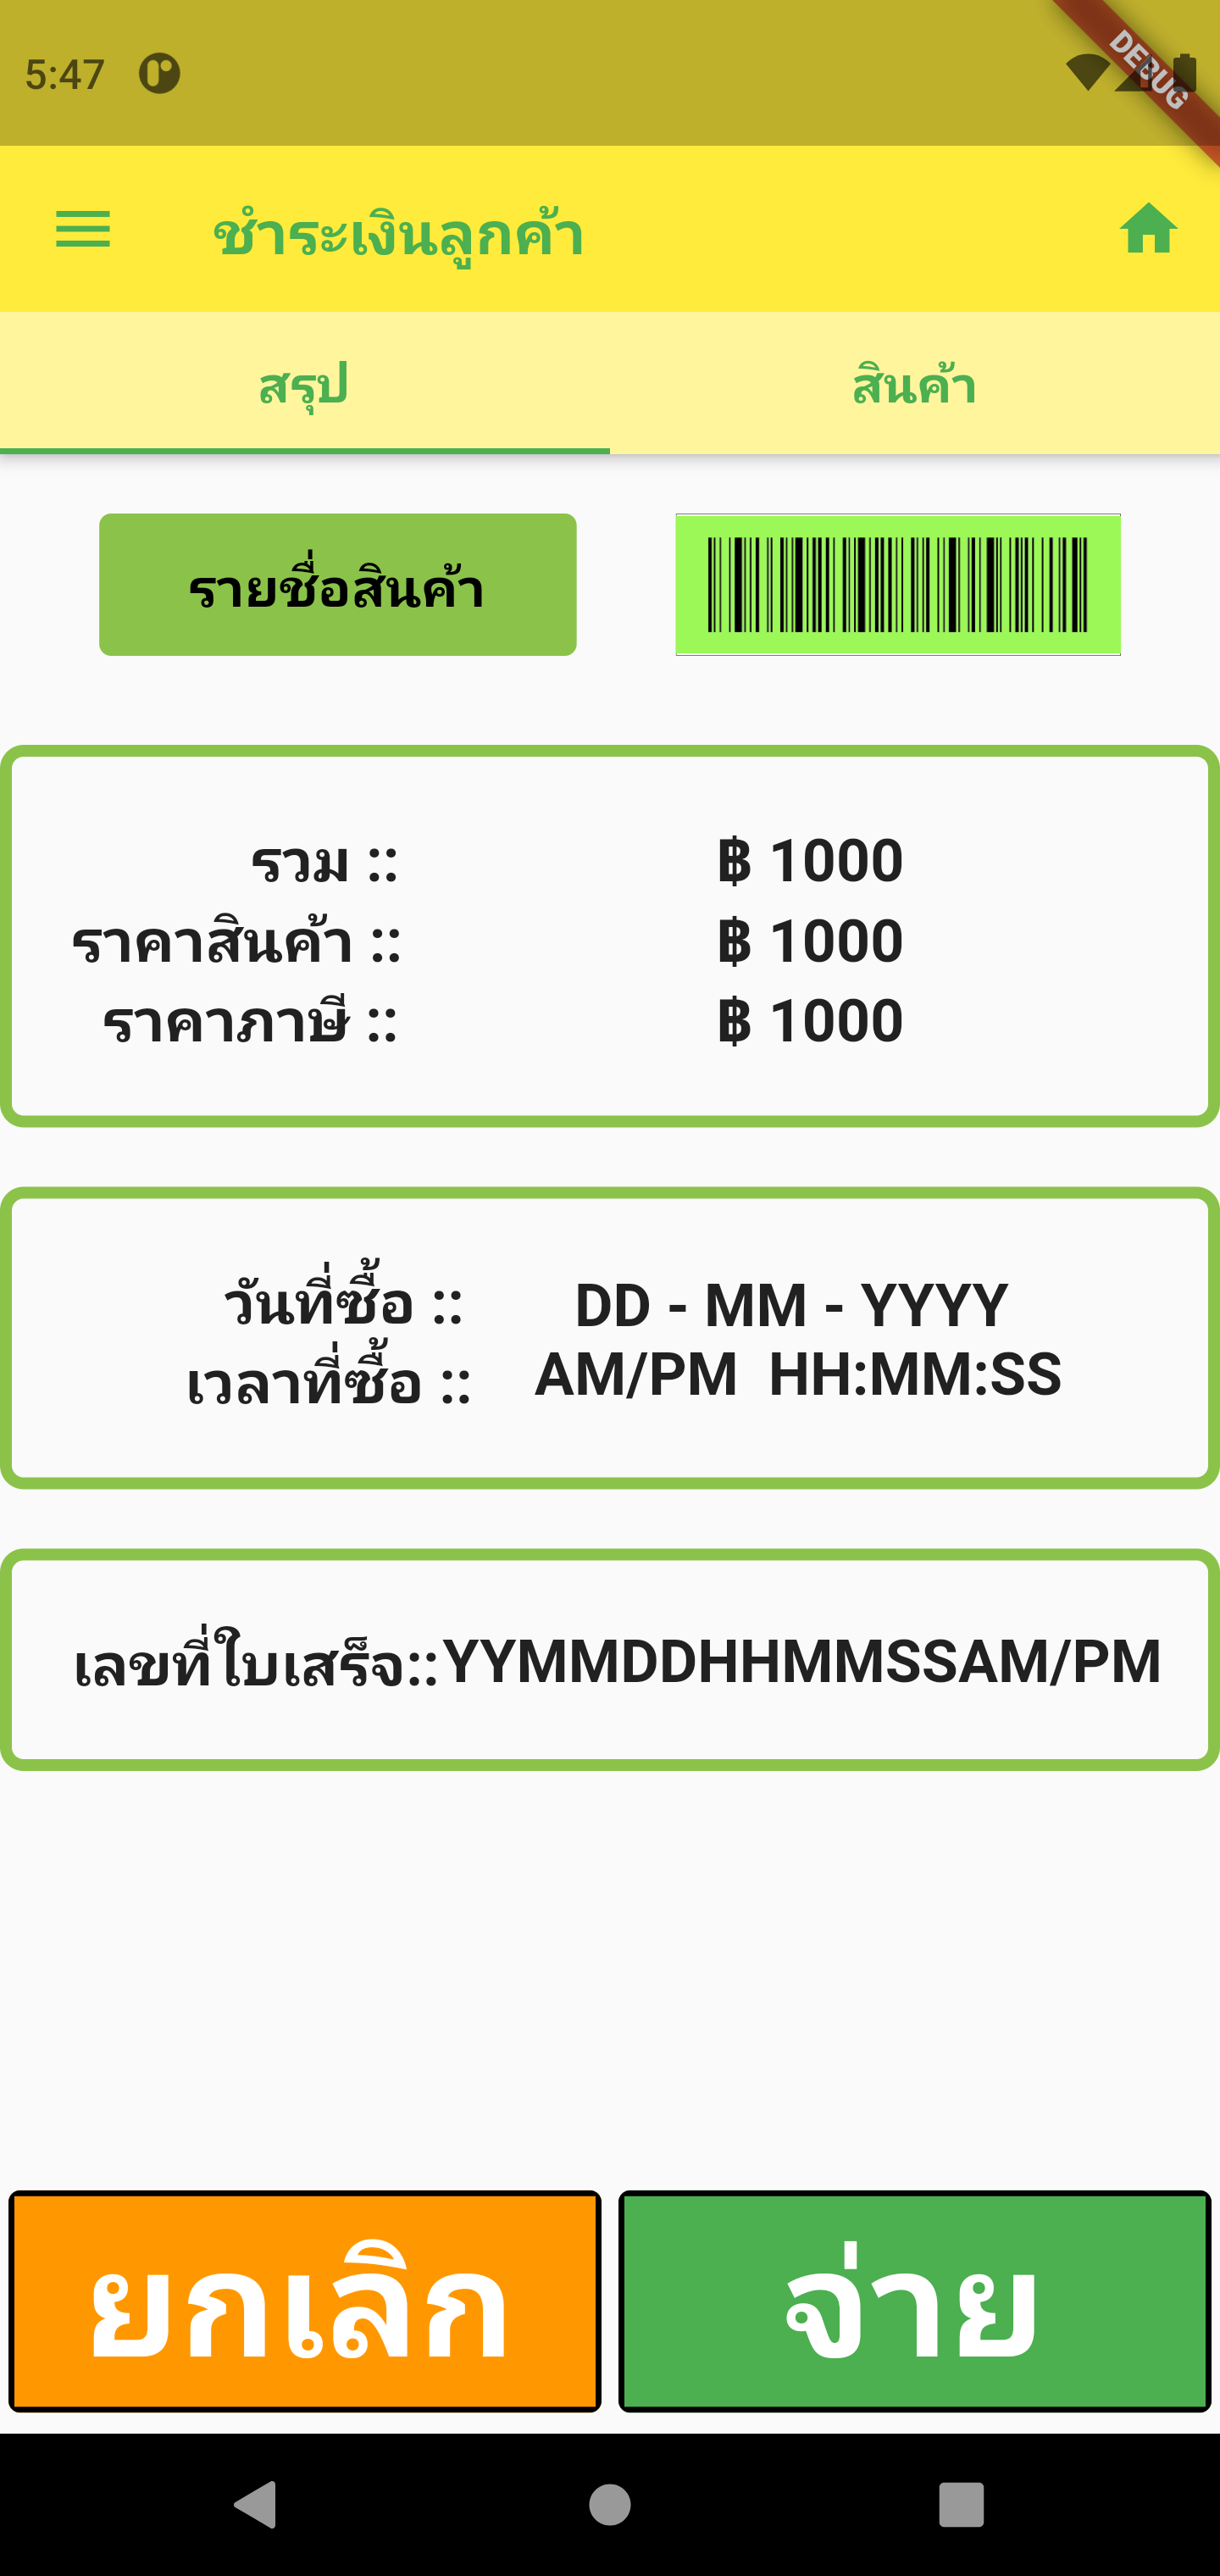 5:47
DEBUG
ชำระเงินลูกค้า
สรุป
สินค้า
รายชื่อสินค้า
รวม :: ฿ 1000
ราคาสินค้า :: ฿ 1000
ราคาภาษี :: ฿ 1000
วันที่ซื้อ :: DD - MM - YYYY
เวลาที่ซื้อ :: AM/PM HH:MM:SS
เลขที่ใบเสร็จ::YYMMDDHHMMSSAM/PM
ยกเลิก
จ่าย